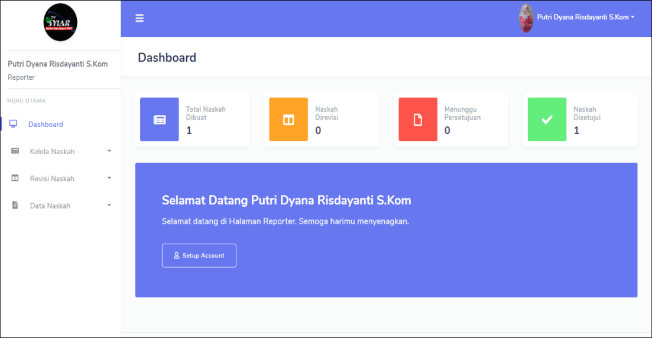 SYIAR
Putri Dyana Risdayanti S.Kom
Reporter
MENU UTAMA
Dashboard
Kelola Naskah
Revisi Naskah
Data Naskah
Putri Dyana Risdayanti S.Kom
Dashboard
Total Naskah
Dibuat
1
Naskah
Direvisi
0
Menunggu
Persetujuan
0
Naskah
Disetujui
1
Selamat Datang Putri Dyana Risdayanti S.Kom
Selamat datang di Halaman Reporter. Semoga harimu menyenagkan.
Setup Account